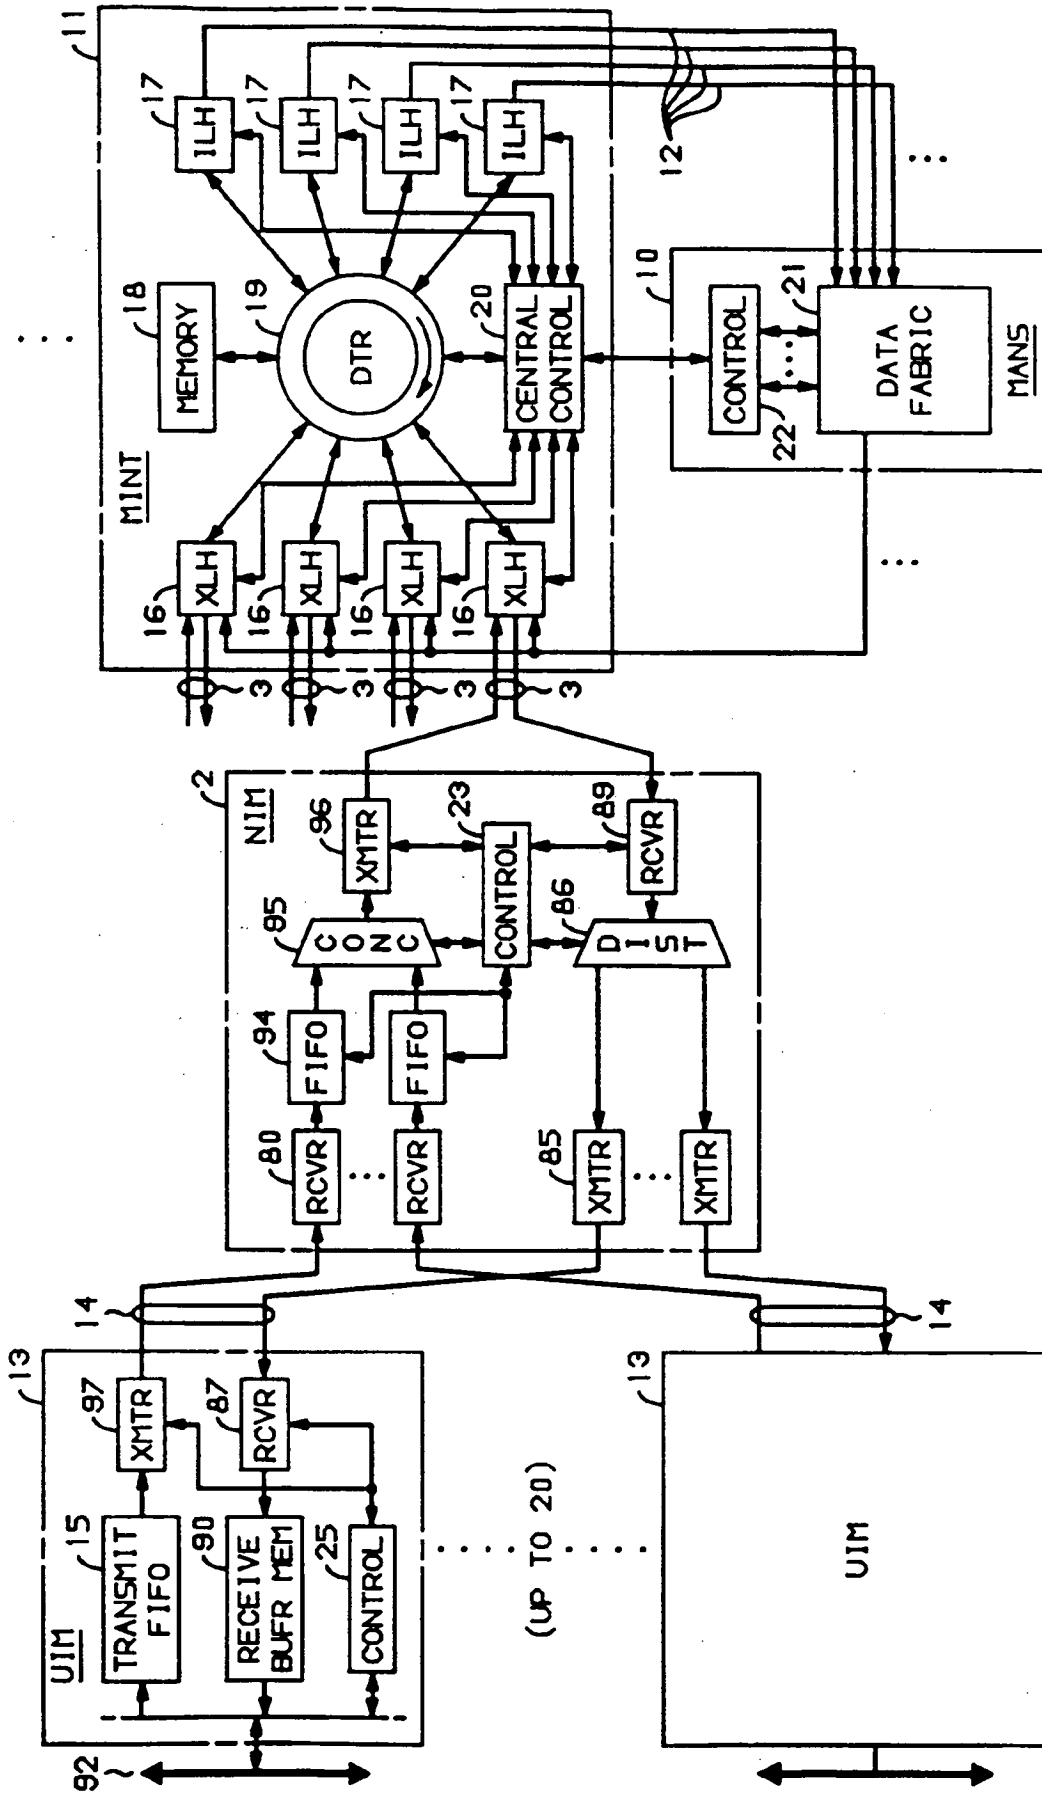 92
13
UIM
15
TRANSMIT
FIFO
97
XMTR
90
RECEIVE
BUFR MEM
87
RCVR
25
CONTROL
14
(UP TO 20)
13
UIM
14
2
NIM
80
RCVR
94
FIFO
95
CONC
96
XMTR
RCVR
FIFO
23
CONTROL
85
XMTR
86
DIST
89
RCVR
XMTR
3
3
3
3
11
MINT
16
XLH
16
XLH
16
XLH
16
XLH
18
MEMORY
19
DTR
20
CENTRAL
CONTROL
17
ILH
17
ILH
17
ILH
17
ILH
12
10
CONTROL
22
21
DATA
FABRIC
MANS